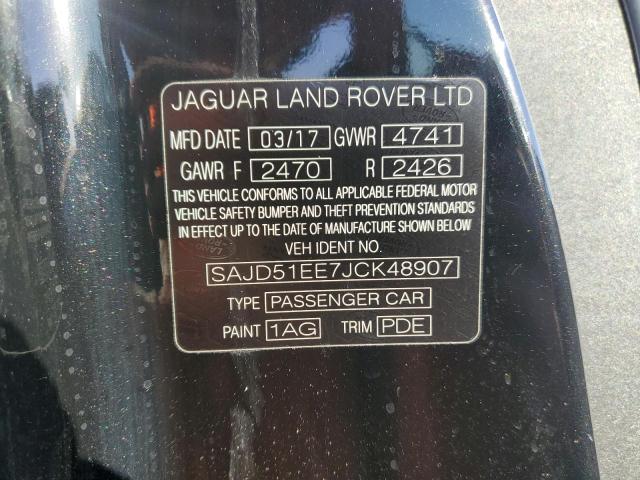 JAGUAR LAND ROVER LTD
MFD DATE 03/17 GVWR 4741
GAWR F 2470 R 2426
THIS VEHICLE CONFORMS TO ALL APPLICABLE FEDERAL MOTOR
VEHICLE SAFETY BUMPER AND THEFT PREVENTION STANDARDS
IN EFFECT UP TO THE DATE OF MANUFACTURE SHOWN ABOVE.
VEH IDENT NO.
SAJD51EE7JCK48907
TYPE PASSENGER CAR
PAINT 1AG TRIM PDE